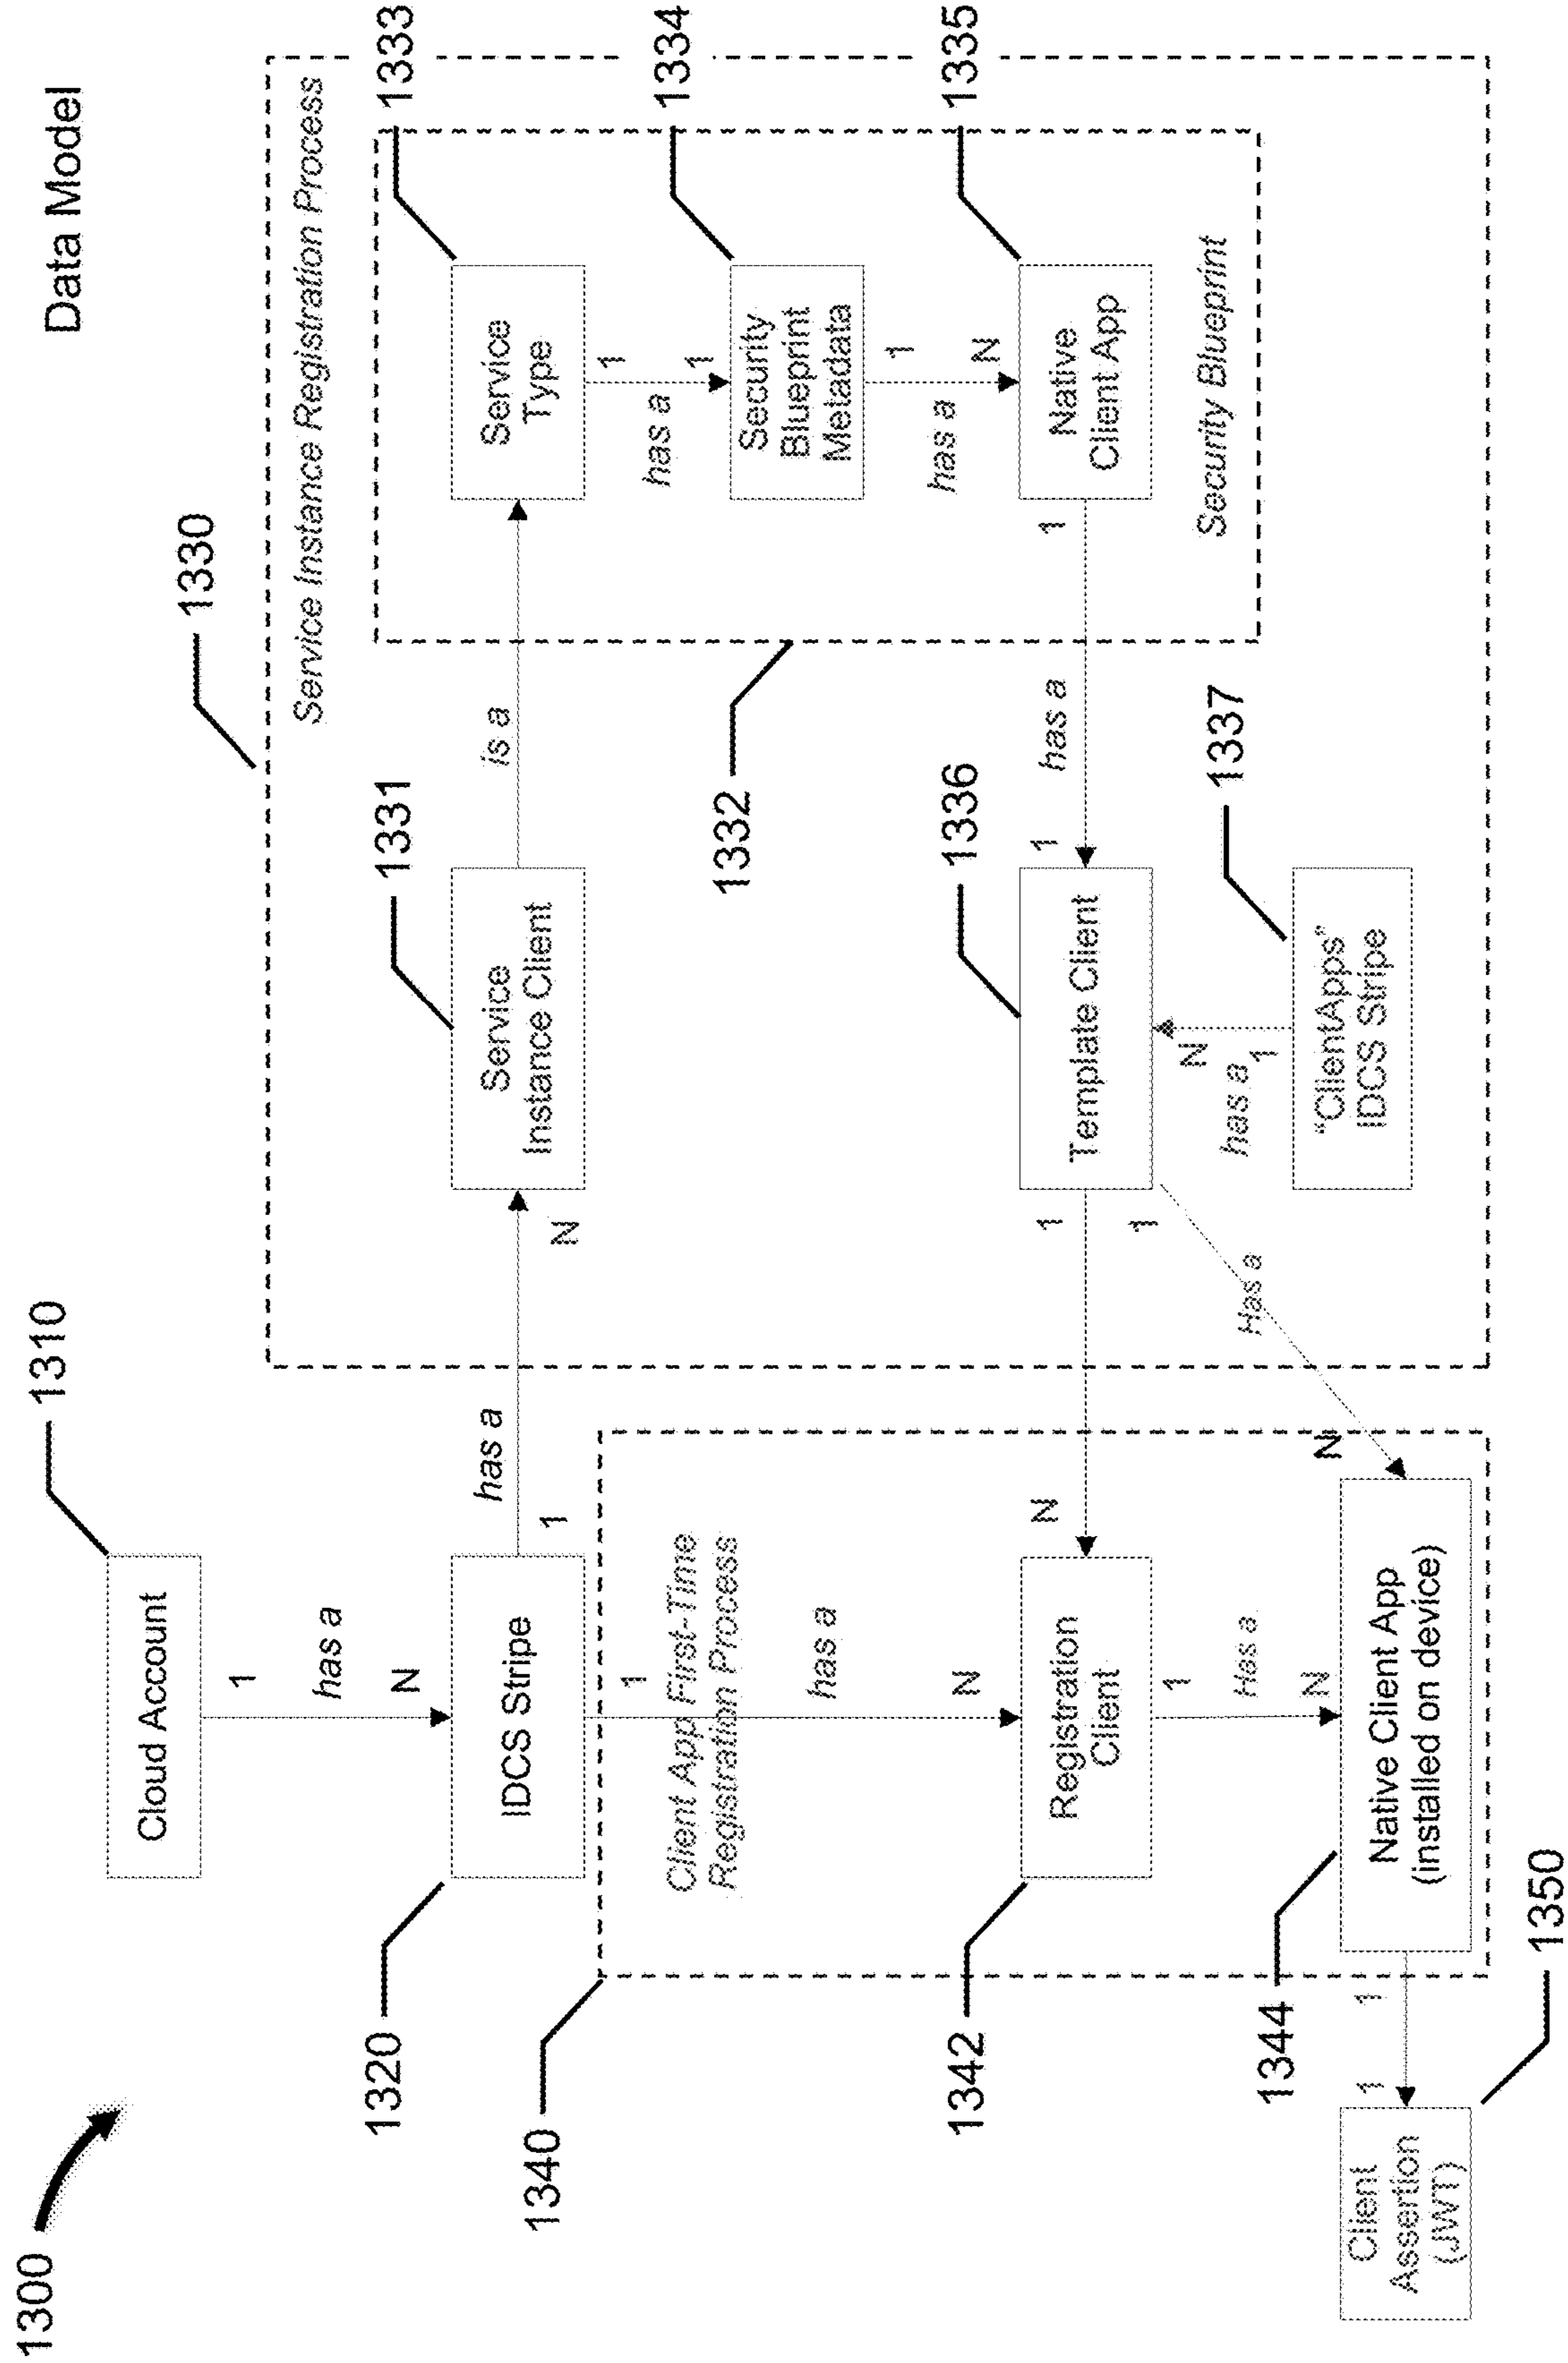 1300
Data Model
1310
Cloud Account
1
has a
N
1320
IDCS Stripe
1
has a
N
1330
Service Instance Registration Process
1331
Service
Instance Client
is a
1333
Service
Type
1
has a
1
1334
Security
Blueprint
Metadata
1
has a
N
1335
Native
Client App
Security Blueprint
1332
1
has a
1
1336
Template Client
N
has a
1
1337
“ClientApps”
IDCS Stripe
1
N
1
Has a
N
1340
Client App First-Time
Registration Process
1
has a
N
1342
Registration
Client
1
Has a
N
1344
Native Client App
(installed on device)
1
1
1350
Client
Assertion
(JWT)